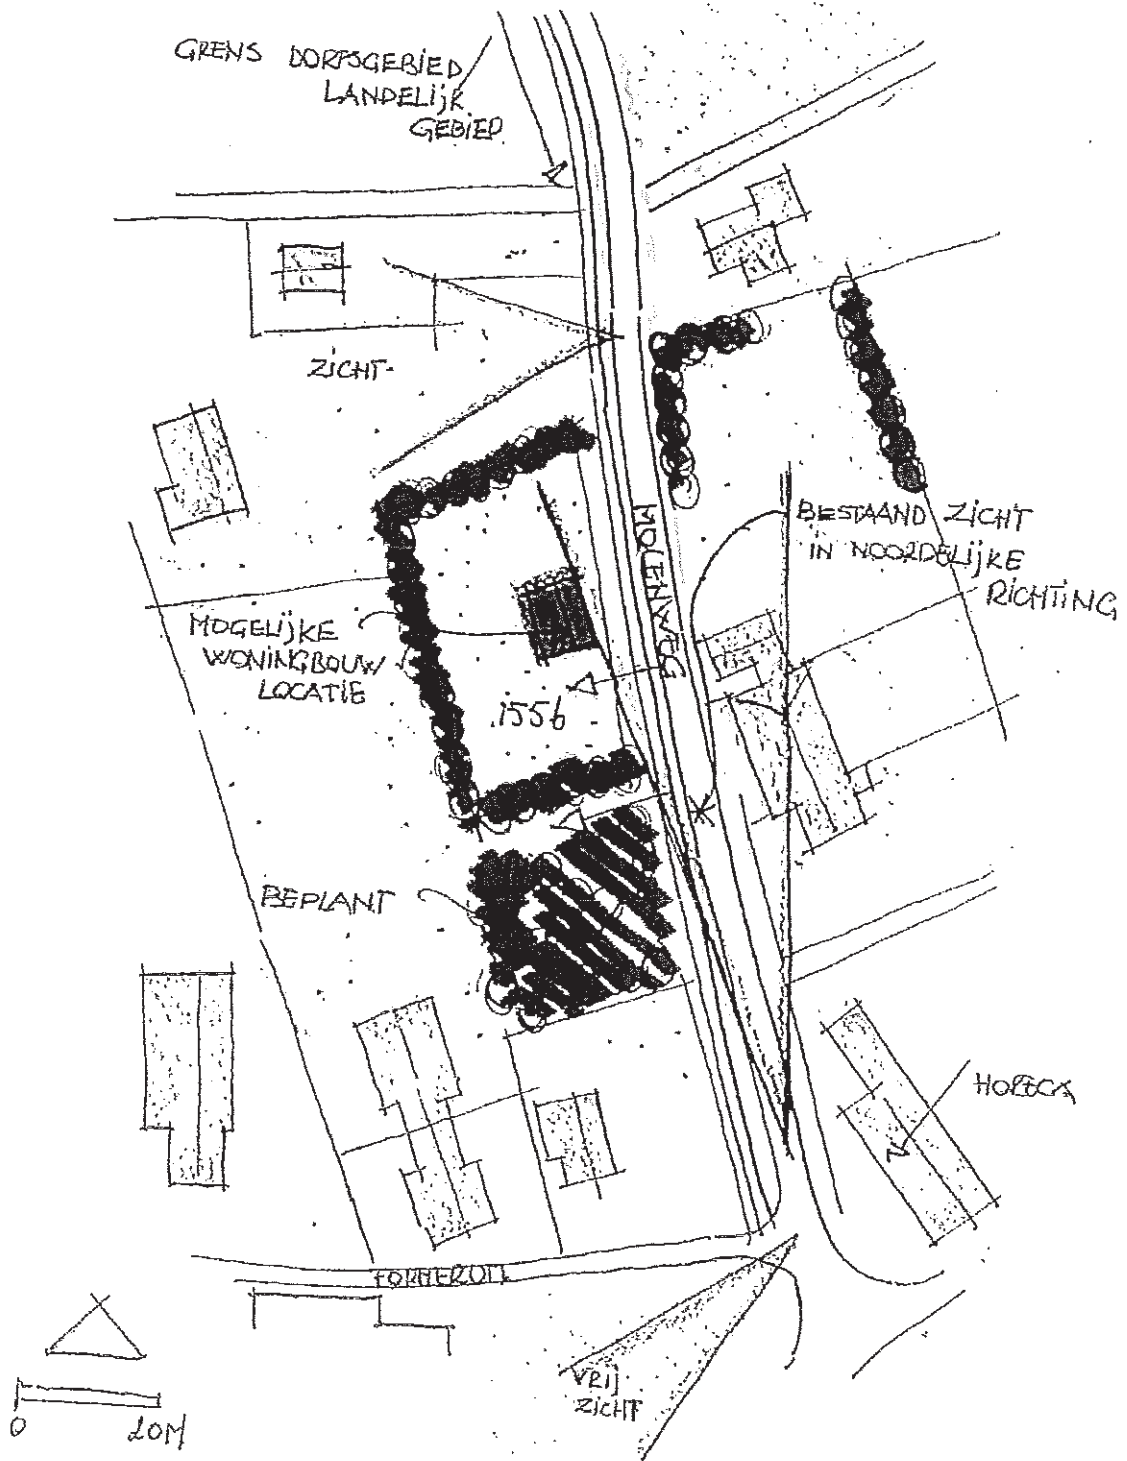 GRENS DORPSGEBIED
LANDELIJK
GEBIED
ZICHT
MOLENWEG
BESTAAND ZICHT
IN NOORDELIJKE
RICHTING
MOGELIJKE
WONINGBOUW
LOCATIE
1556
BEPLANT
HORECA
FORMERUM
VRIJ
ZICHT
0 20M